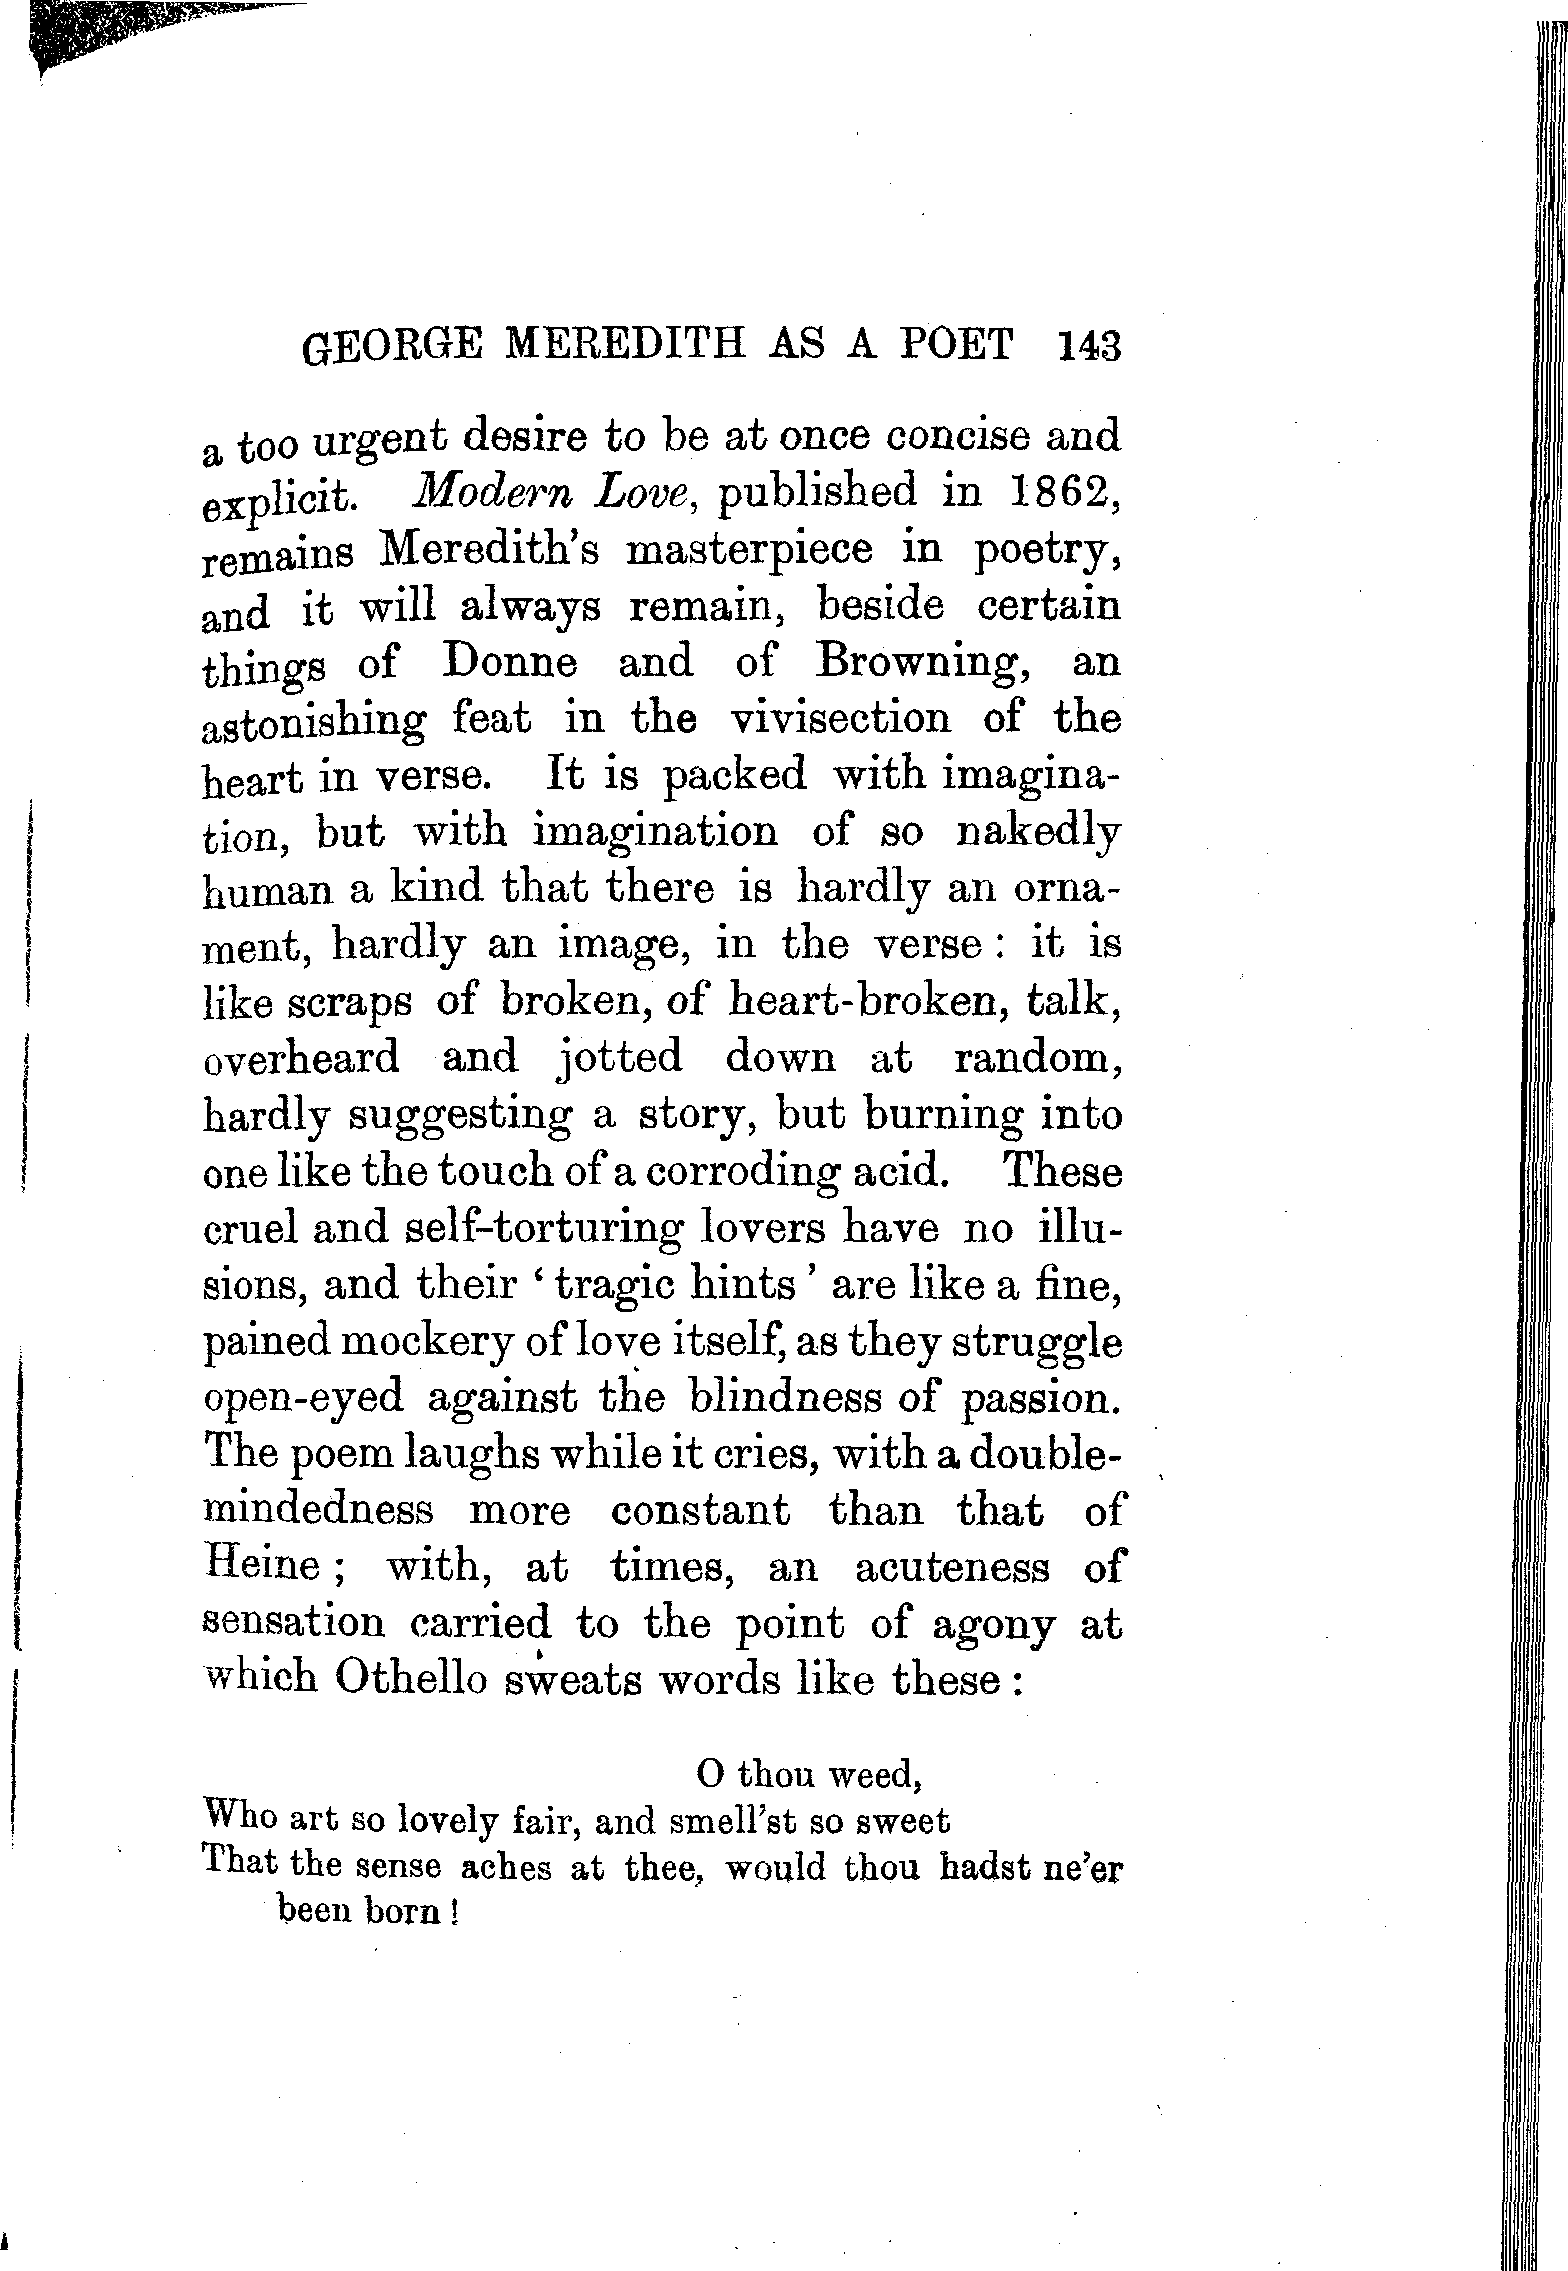 GEORGE MEREDITH AS A POET 143
a too urgent desire to be at once concise and
explicit. Modern Love, published in 1862,
remains Meredith's masterpiece in poetry,
and it will always remain, beside certain
things of Donne and of Browning, an
astonishing feat in the vivisection of the
heart in verse. It is packed with imagina-
tion, but with imagination of so nakedly
human a kind that there is hardly an orna-
ment, hardly an image, in the verse : it is
like scraps of broken, of heart-broken, talk,
overheard and jotted down at random,
hardly suggesting a story, but burning into
one like the touch of a corroding acid. These
cruel and self-torturing lovers have no illu-
sions, and their ‘ tragic hints ’ are like a fine,
pained mockery of love itself, as they struggle
open-eyed against the blindness of passion.
The poem laughs while it cries, with a double-
mindedness more constant than that of
Heine ; with, at times, an acuteness of
sensation carried to the point of agony at
which Othello sweats words like these :
O thou weed,
Who art so lovely fair, and smell'st so sweet
That the sense aches at thee, would thou hadst ne'er
been born !